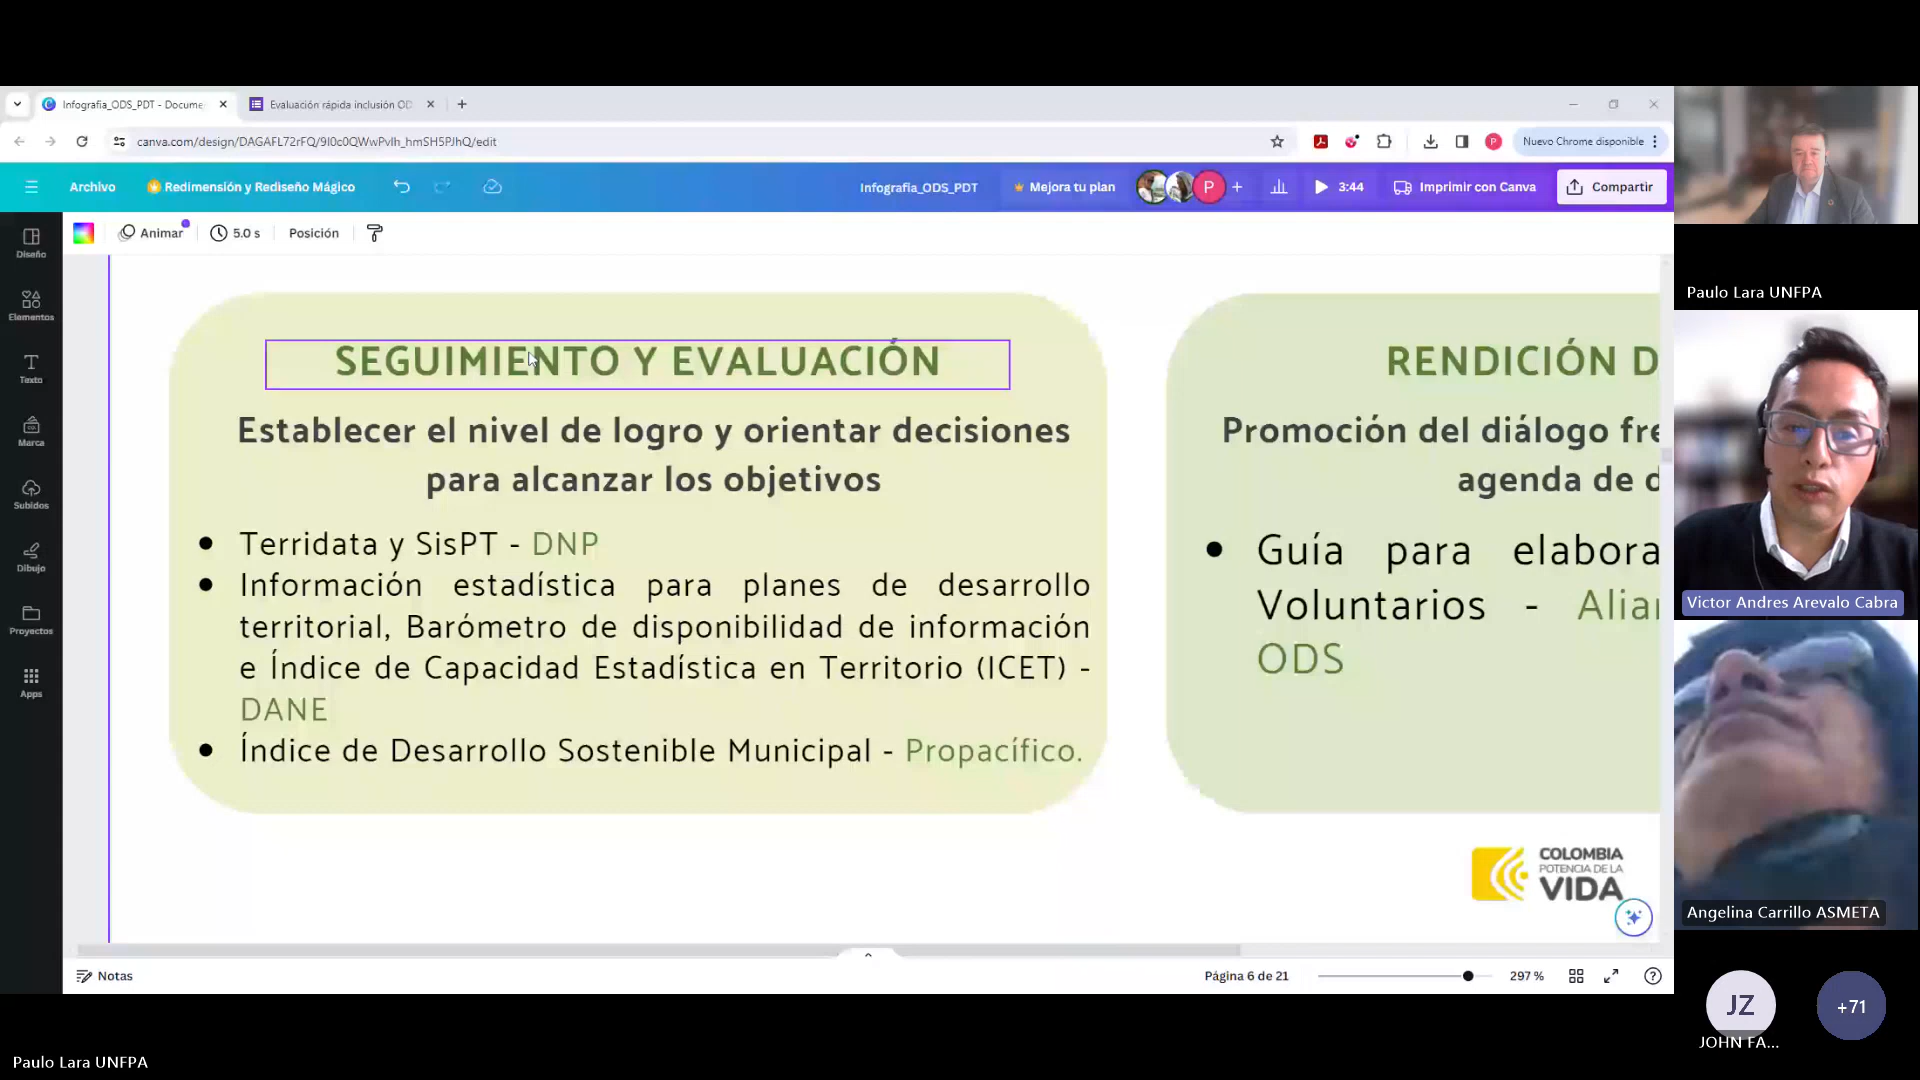 Infografia_ODS_PDT - Docume
Evaluación rápida inclusión OD
canva.com/design/DAGAFL72rFQ/9I0c0QWwPvIh_hmSH5PJhQ/edit
P
Nuevo Chrome disponible
Archivo
Redimensión y Rediseño Mágico
Infografia_ODS_PDT
Mejora tu plan
P
3:44
Imprimir con Canva
Compartir
Diseño
Elementos
Texto
Marca
Subidos
Dibujo
Proyectos
Apps
Animar
5.0 s
Posición
SEGUIMIENTO Y EVALUACIÓN
Establecer el nivel de logro y orientar decisiones
para alcanzar los objetivos
Terridata y SisPT - DNP
Información estadística para planes de desarrollo
territorial, Barómetro de disponibilidad de información
e Índice de Capacidad Estadística en Territorio (ICET) -
DANE
Índice de Desarrollo Sostenible Municipal - Propacífico.
RENDICIÓN D
Promoción del diálogo fre
agenda de d
Guía para elabora
Voluntarios - Alian
ODS
COLOMBIA
POTENCIA DE LA
VIDA
Notas
Página 6 de 21
297 %
Paulo Lara UNFPA
Victor Andres Arevalo Cabra
Angelina Carrillo ASMETA
JZ
JOHN FA...
+71
Paulo Lara UNFPA